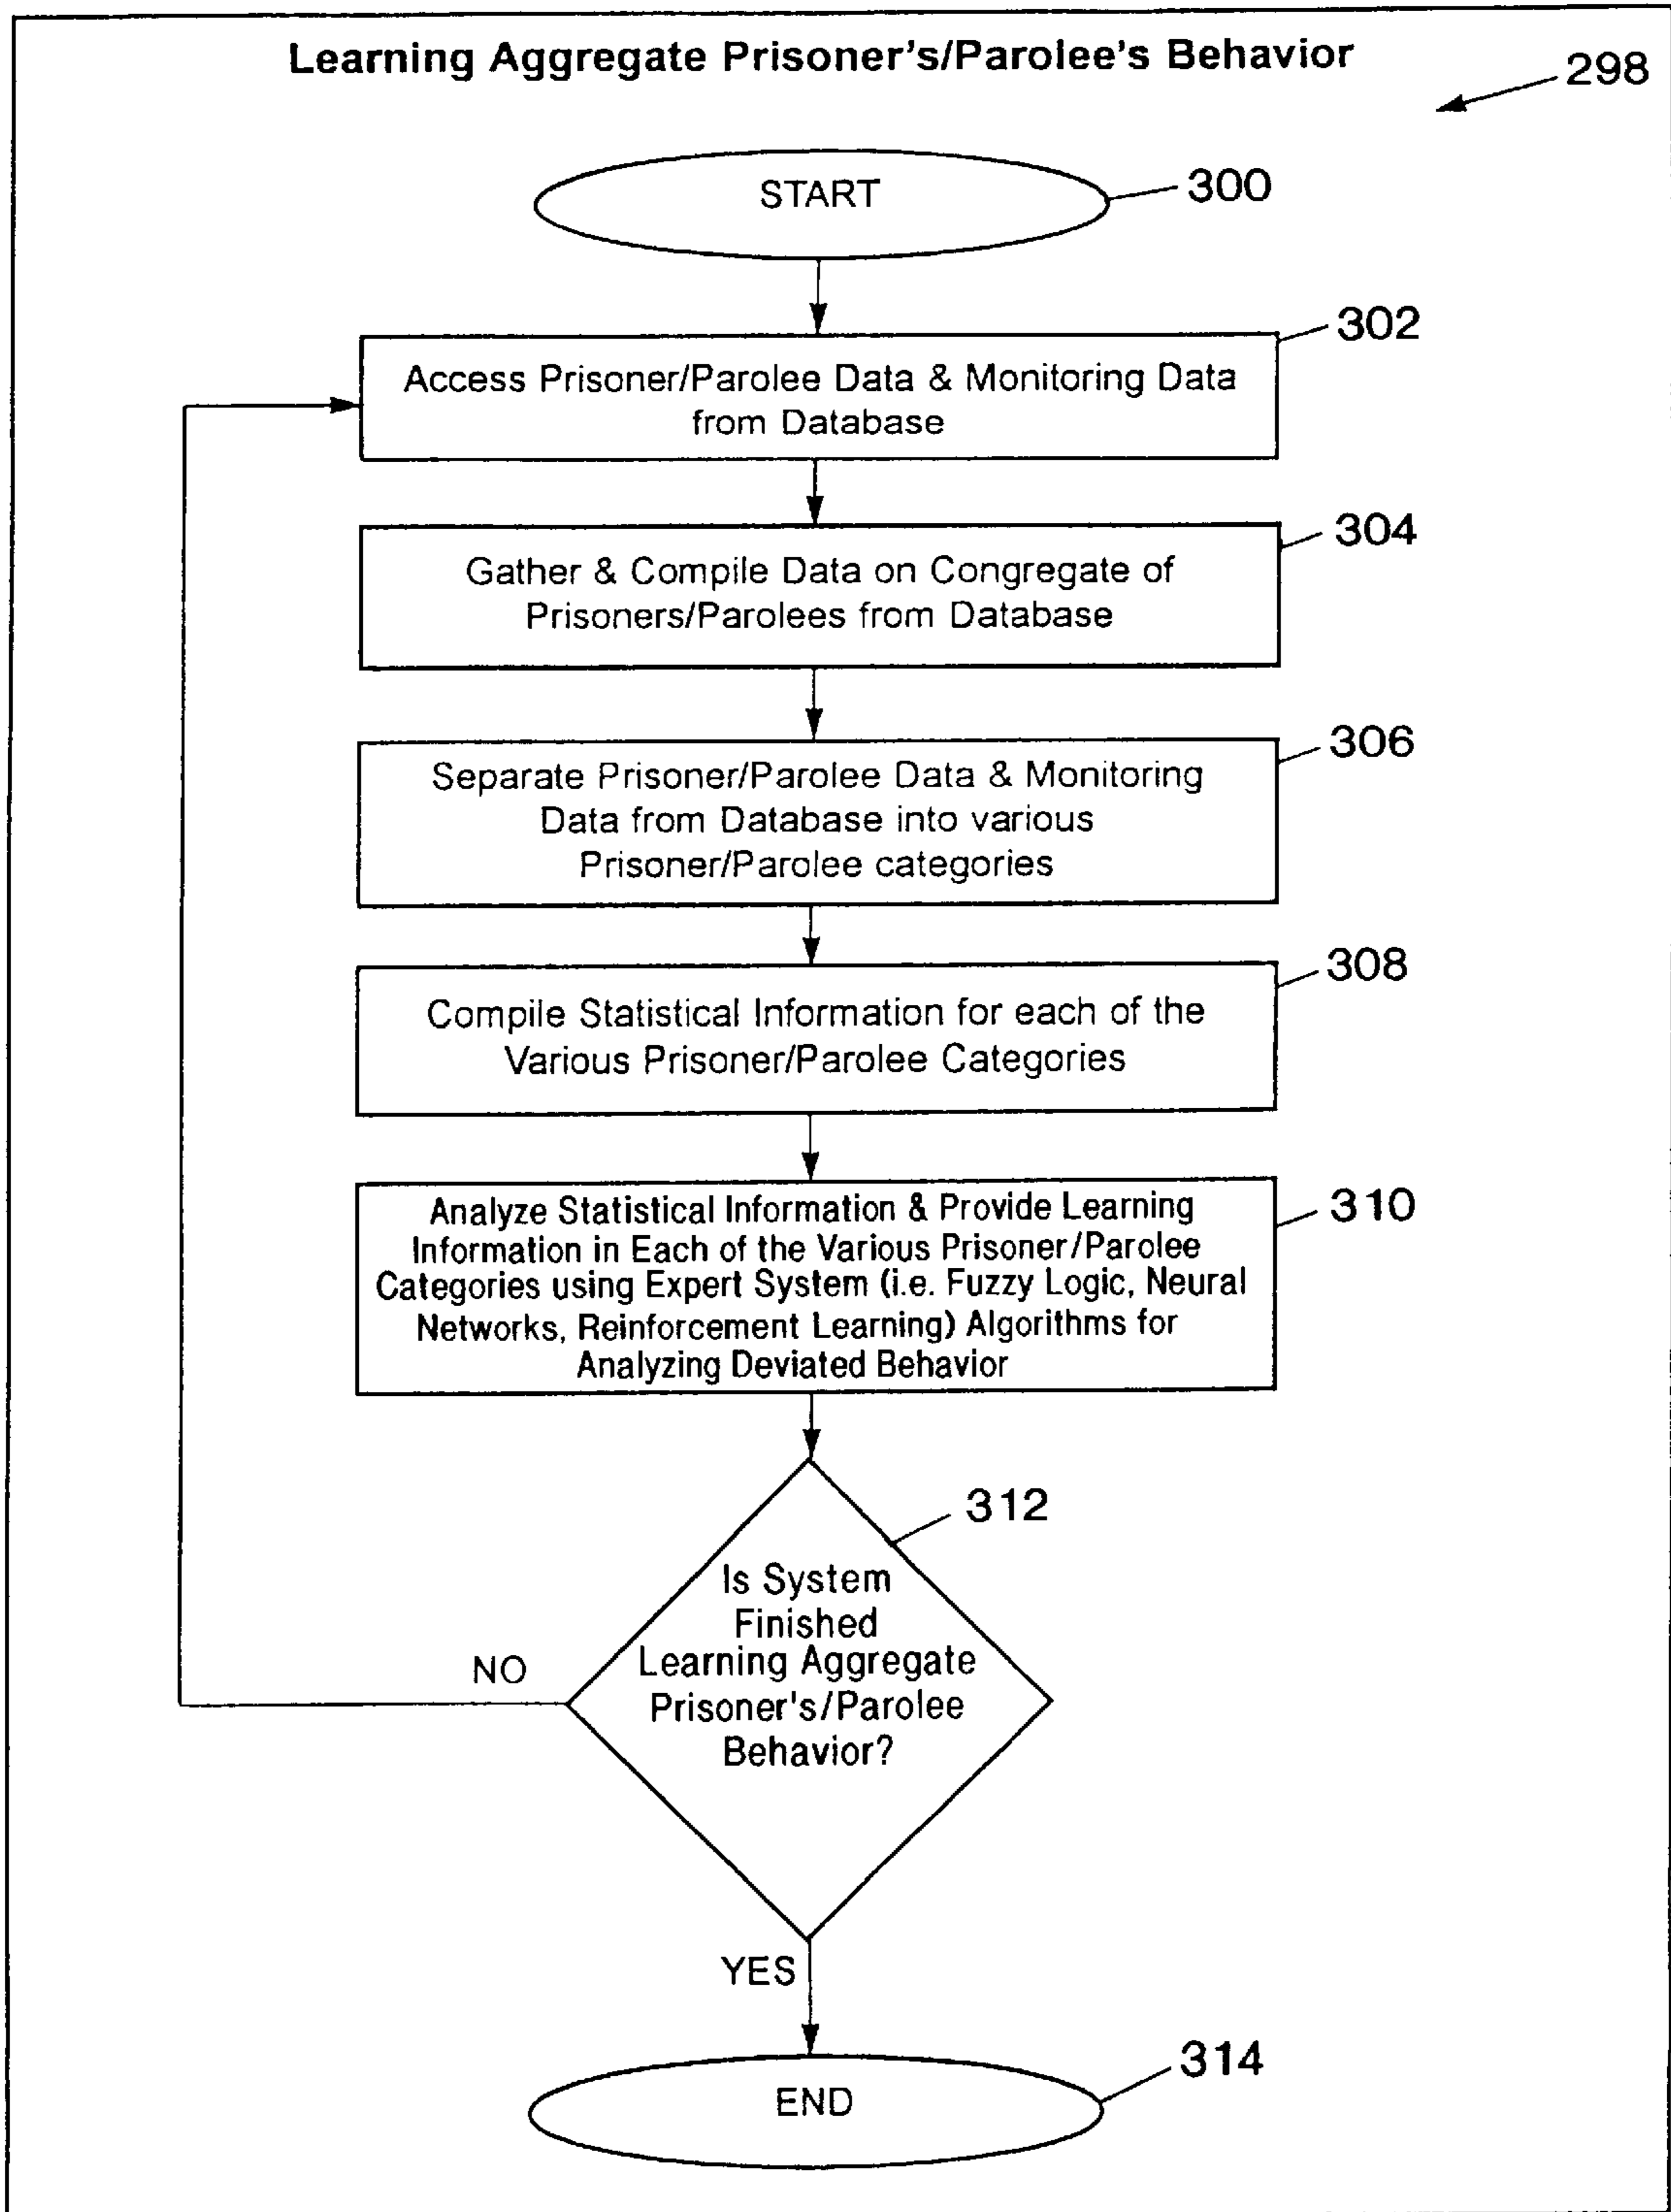 Learning Aggregate Prisoner's/Parolee's Behavior
298
START
300
302
Access Prisoner/Parolee Data & Monitoring Data
from Database
304
Gather & Compile Data on Congregate of
Prisoners/Parolees from Database
306
Separate Prisoner/Parolee Data & Monitoring
Data from Database into various
Prisoner/Parolee categories
308
Compile Statistical Information for each of the
Various Prisoner/Parolee Categories
310
Analyze Statistical Information & Provide Learning
Information in Each of the Various Prisoner/Parolee
Categories using Expert System (i.e. Fuzzy Logic, Neural
Networks, Reinforcement Learning) Algorithms for
Analyzing Deviated Behavior
312
Is System
Finished
Learning Aggregate
Prisoner's/Parolee
Behavior?
NO
YES
314
END